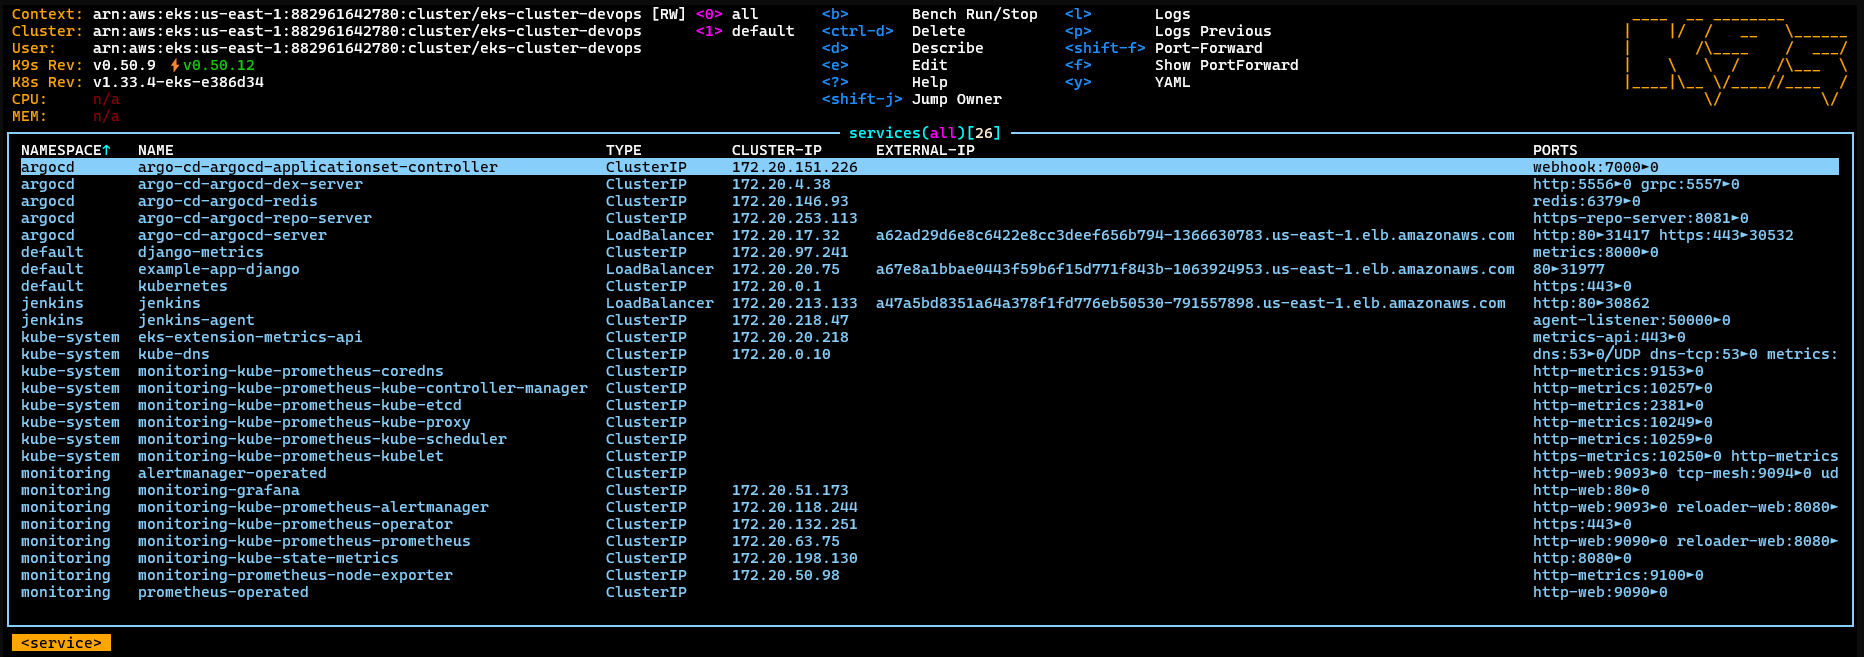 Context: arn:aws:eks:us-east-1:882961642780:cluster/eks-cluster-devops [RW] <0> all <b> Bench Run/Stop <l> Logs
Cluster: arn:aws:eks:us-east-1:882961642780:cluster/eks-cluster-devops <1> default <ctrl-d> Delete <p> Logs Previous
User: arn:aws:eks:us-east-1:882961642780:cluster/eks-cluster-devops <d> Describe <shift-f> Port-Forward
K9s Rev: v0.50.9 ⚡v0.50.12 <e> Edit <f> Show PortForward
K8s Rev: v1.33.4-eks-e386d34 <?> Help <y> YAML
CPU: n/a <shift-j> Jump Owner
MEM: n/a
services(all)[26]
NAMESPACE↑ NAME TYPE CLUSTER-IP EXTERNAL-IP PORTS
argocd argo-cd-argocd-applicationset-controller ClusterIP 172.20.151.226 webhook:7000►0
argocd argo-cd-argocd-dex-server ClusterIP 172.20.4.38 http:5556►0 grpc:5557►0
argocd argo-cd-argocd-redis ClusterIP 172.20.146.93 redis:6379►0
argocd argo-cd-argocd-repo-server ClusterIP 172.20.253.113 https-repo-server:8081►0
argocd argo-cd-argocd-server LoadBalancer 172.20.17.32 a62ad29d6e8c6422e8cc3deef656b794-1366630783.us-east-1.elb.amazonaws.com http:80►31417 https:443►30532
default django-metrics ClusterIP 172.20.97.241 metrics:8000►0
default example-app-django LoadBalancer 172.20.20.75 a67e8a1bbae0443f59b6f15d771f843b-1063924953.us-east-1.elb.amazonaws.com 80►31977
default kubernetes ClusterIP 172.20.0.1 https:443►0
jenkins jenkins LoadBalancer 172.20.213.133 a47a5bd8351a64a378f1fd776eb50530-791557898.us-east-1.elb.amazonaws.com http:80►30862
jenkins jenkins-agent ClusterIP 172.20.218.47 agent-listener:50000►0
kube-system eks-extension-metrics-api ClusterIP 172.20.20.218 metrics-api:443►0
kube-system kube-dns ClusterIP 172.20.0.10 dns:53►0/UDP dns-tcp:53►0 metrics:
kube-system monitoring-kube-prometheus-coredns ClusterIP http-metrics:9153►0
kube-system monitoring-kube-prometheus-kube-controller-manager ClusterIP http-metrics:10257►0
kube-system monitoring-kube-prometheus-kube-etcd ClusterIP http-metrics:2381►0
kube-system monitoring-kube-prometheus-kube-proxy ClusterIP http-metrics:10249►0
kube-system monitoring-kube-prometheus-kube-scheduler ClusterIP http-metrics:10259►0
kube-system monitoring-kube-prometheus-kubelet ClusterIP https-metrics:10250►0 http-metrics
monitoring alertmanager-operated ClusterIP http-web:9093►0 tcp-mesh:9094►0 ud
monitoring monitoring-grafana ClusterIP 172.20.51.173 http-web:80►0
monitoring monitoring-kube-prometheus-alertmanager ClusterIP 172.20.118.244 http-web:9093►0 reloader-web:8080►
monitoring monitoring-kube-prometheus-operator ClusterIP 172.20.132.251 https:443►0
monitoring monitoring-kube-prometheus-prometheus ClusterIP 172.20.63.75 http-web:9090►0 reloader-web:8080►
monitoring monitoring-kube-state-metrics ClusterIP 172.20.198.130 http:8080►0
monitoring monitoring-prometheus-node-exporter ClusterIP 172.20.50.98 http-metrics:9100►0
monitoring prometheus-operated ClusterIP http-web:9090►0
<service>